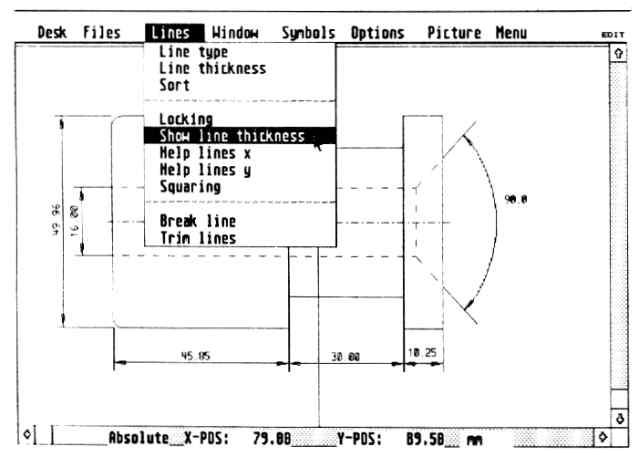 Desk Files Lines Window Symbols Options Picture Menu EDIT
Line type
Line thickness
Sort
Locking
Show line thickness
Help lines x
Help lines y
Squaring
Break line
Trim lines
49.96
16.00
90.0
45.85
30.00
10.25
Absolute X-POS: 79.00 Y-POS: 89.50 mm